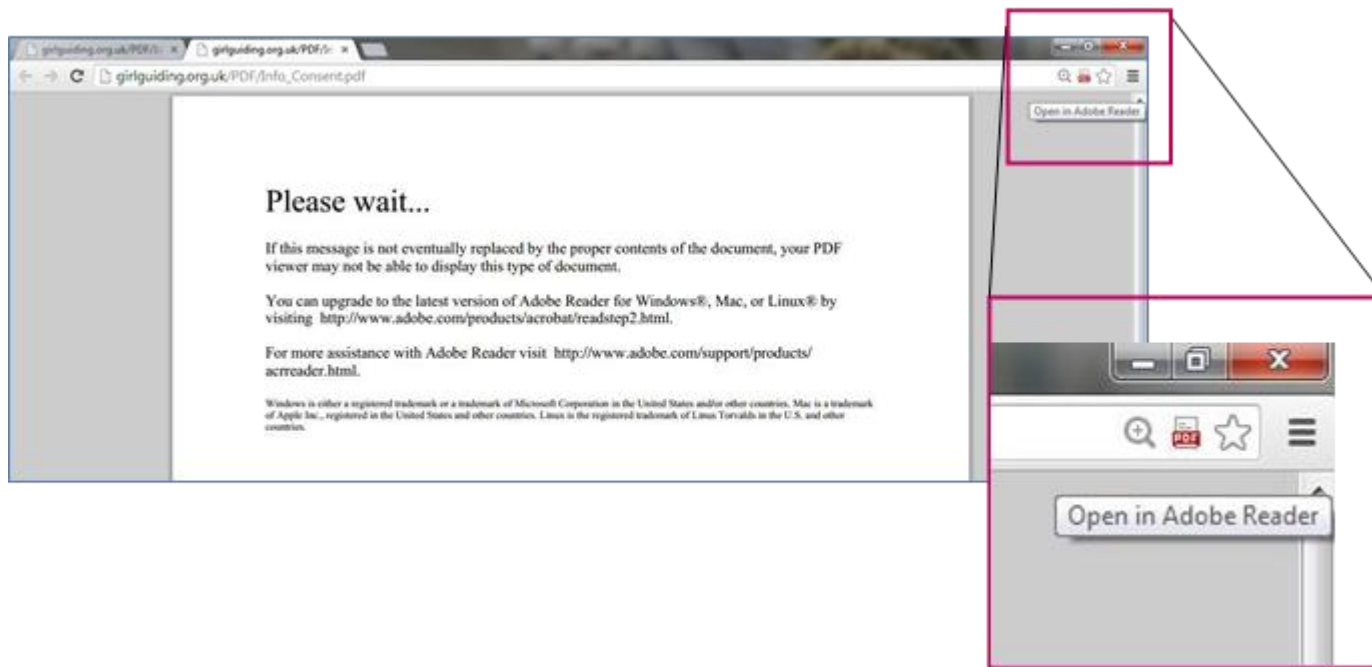 girlguiding.org.uk/PDF/In
girlguiding.org.uk/PDF/In
girlguiding.org.uk/PDF/Info_Consent.pdf
Open in Adobe Reader
Please wait...
If this message is not eventually replaced by the proper contents of the document, your PDF
viewer may not be able to display this type of document.
You can upgrade to the latest version of Adobe Reader for Windows®, Mac, or Linux® by
visiting http://www.adobe.com/products/acrobat/readstep2.html.
For more assistance with Adobe Reader visit http://www.adobe.com/support/products/
acrreader.html.
Windows is either a registered trademark or a trademark of Microsoft Corporation in the United States and/or other countries. Mac is a trademark
of Apple Inc., registered in the United States and other countries. Linux is the registered trademark of Linus Torvalds in the U.S. and other
countries.
PDF
Open in Adobe Reader